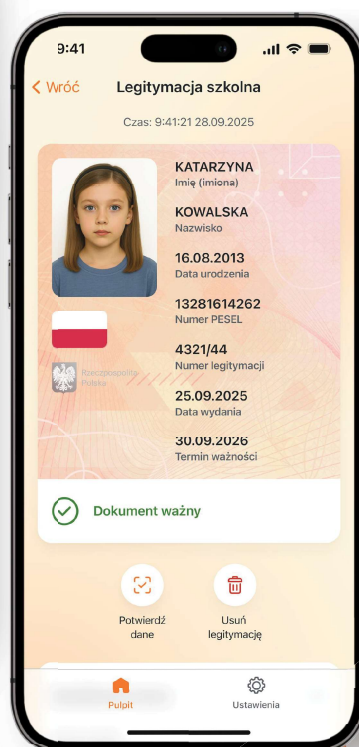 9:41
Wróć
Legitymacja szkolna
Czas: 9:41:21 28.09.2025
KATARZYNA
Imię (imiona)
KOWALSKA
Nazwisko
16.08.2013
Data urodzenia
13281614262
Numer PESEL
4321/44
Numer legitymacji
Rzeczpospolita
Polska
25.09.2025
Data wydania
30.09.2026
Termin ważności
Dokument ważny
Potwierdź
dane
Usuń
legitymację
Pulpit
Ustawienia